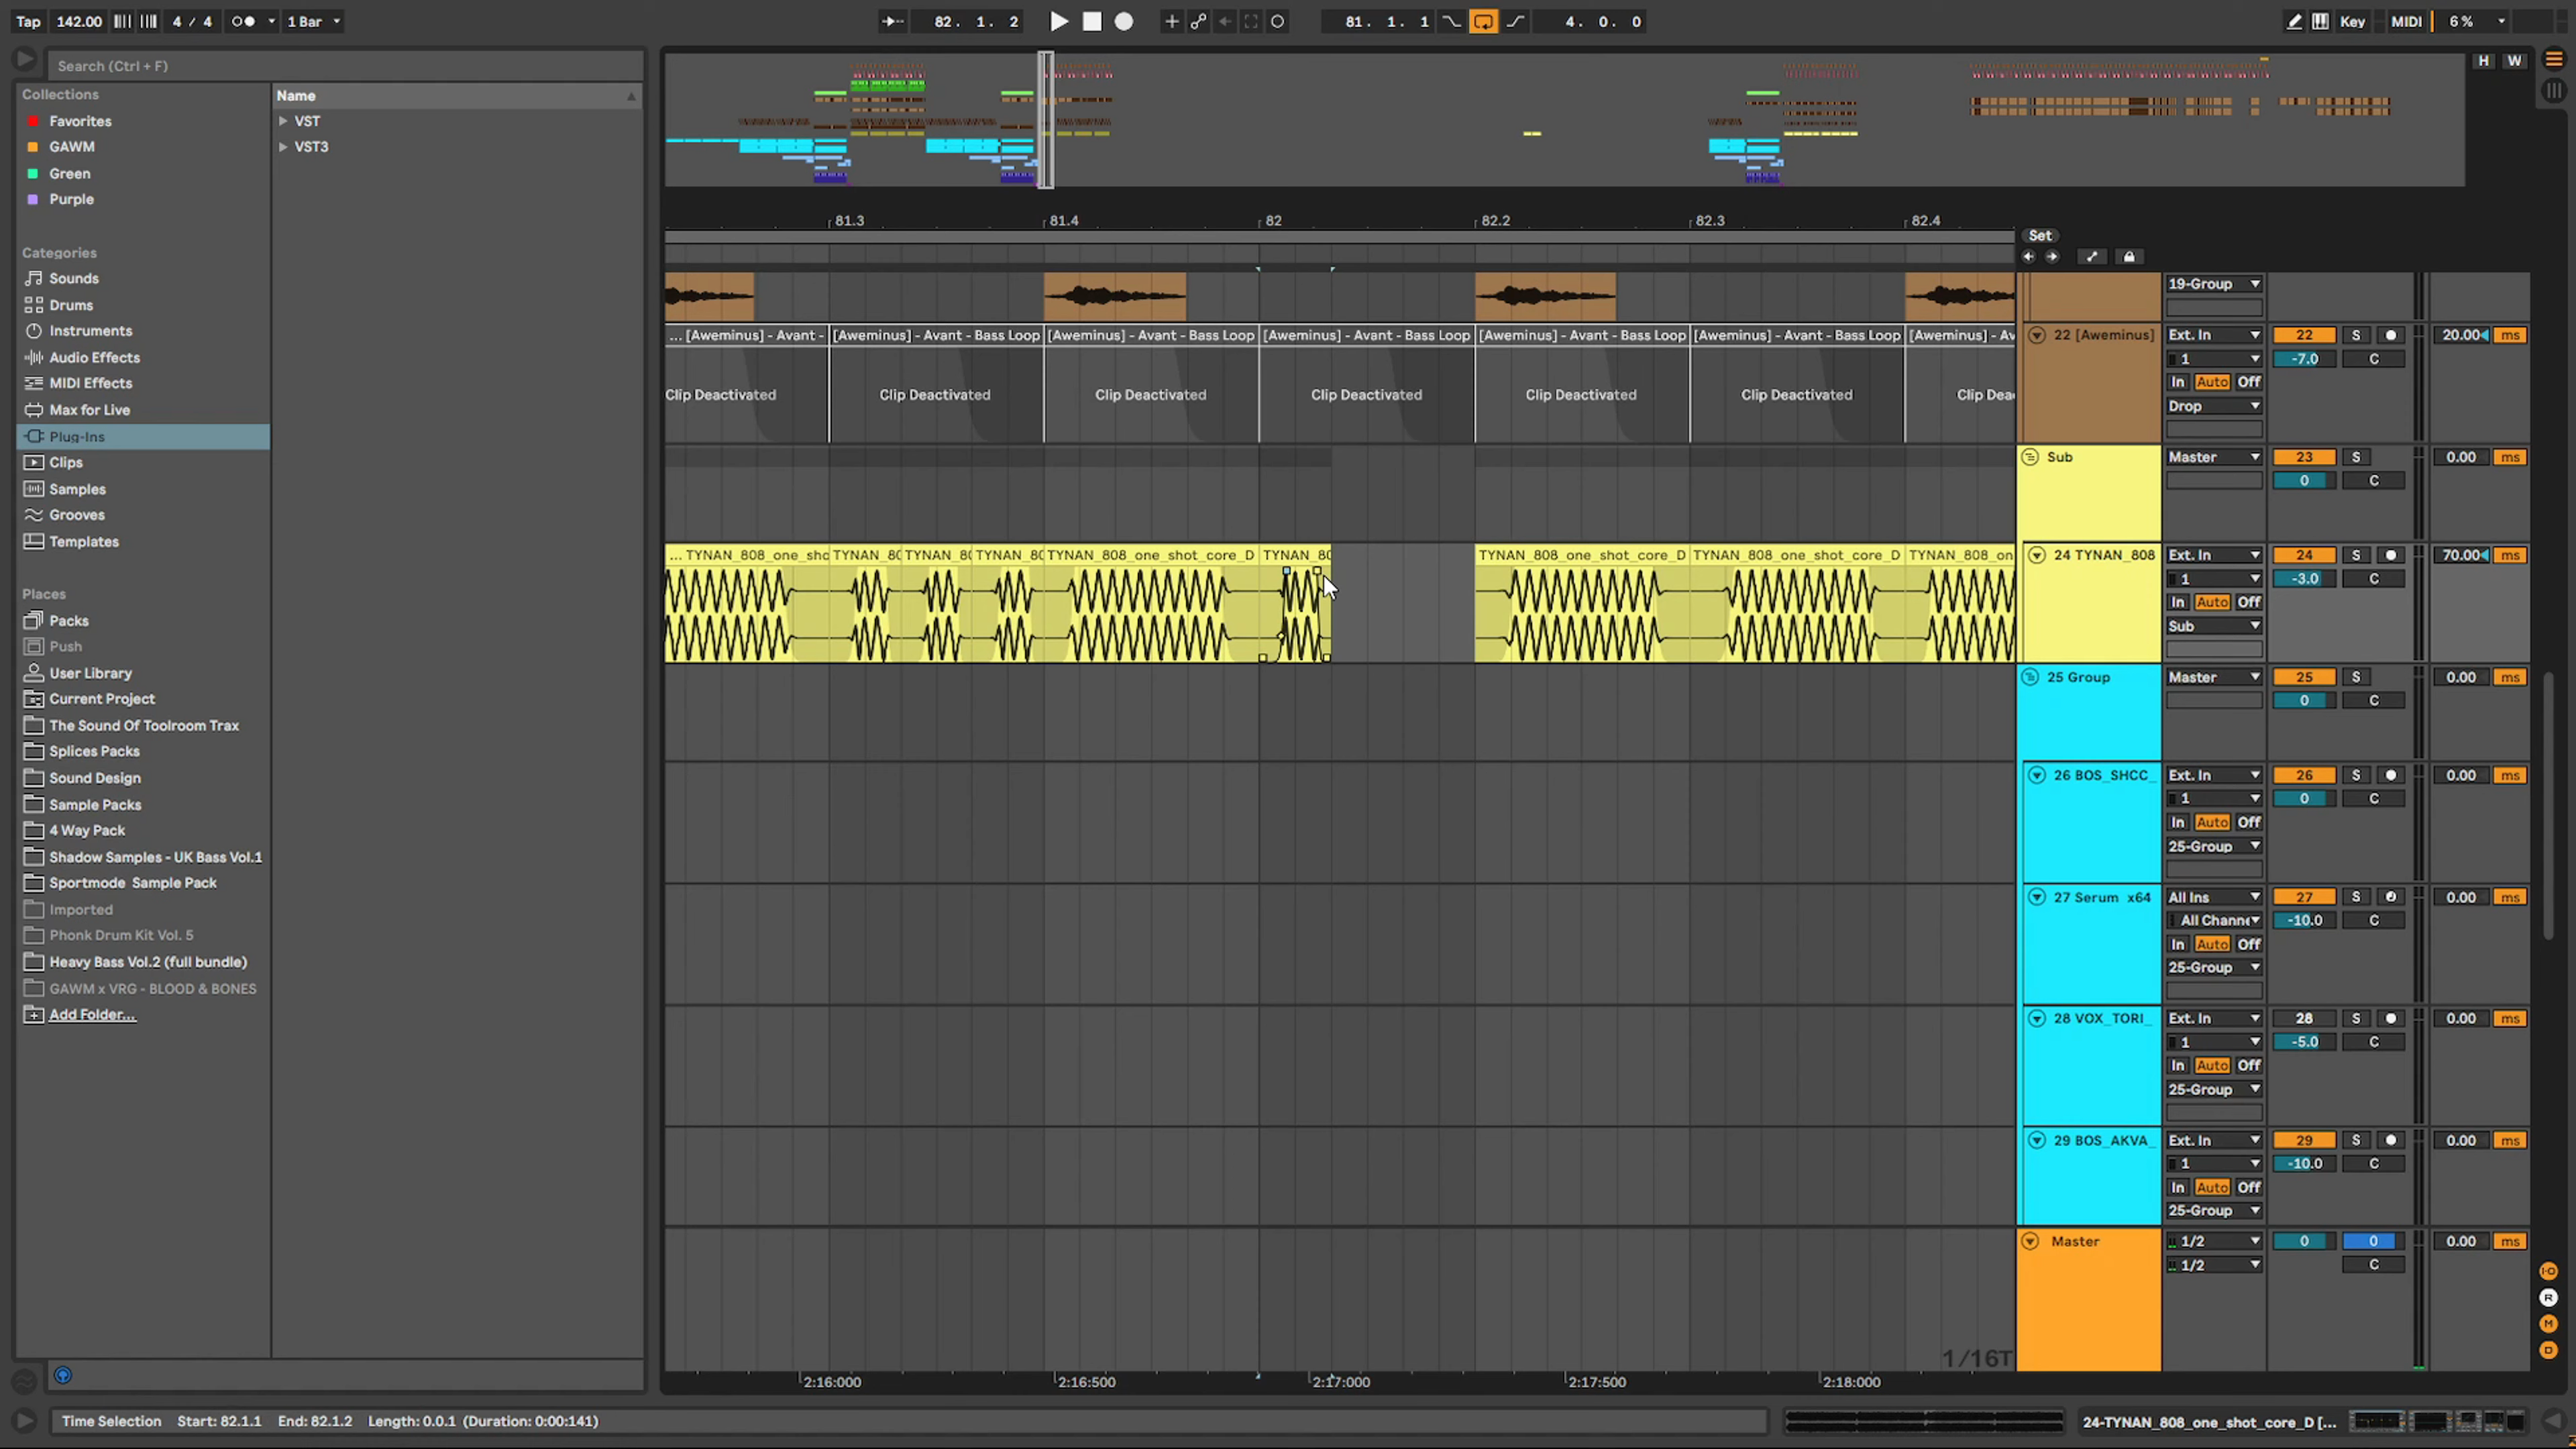 Tap 142.00 4 / 4 1 Bar 82. 1. 2 81. 1. 1 4. 0. 0 Key MIDI 6 %
Search (Ctrl + F)
H W
Collections
Favorites
GAWM
Green
Purple
Categories
Sounds
Drums
Instruments
Audio Effects
MIDI Effects
Max for Live
Plug-Ins
Clips
Samples
Grooves
Templates
Places
Packs
Push
User Library
Current Project
The Sound Of Toolroom Trax
Splices Packs
Sound Design
Sample Packs
4 Way Pack
Shadow Samples - UK Bass Vol.1
Sportmode Sample Pack
Imported
Phonk Drum Kit Vol. 5
Heavy Bass Vol.2 (full bundle)
GAWM x VRG - BLOOD & BONES
Add Folder...
Name
VST
VST3
81.3 81.4 82 82.2 82.3 82.4
Set
19-Group
... [Aweminus] - Avant - [Aweminus] - Avant - Bass Loop [Aweminus] - Avant - Bass Loop [Aweminus] - Avant - Bass Loop [Aweminus] - Avant - Bass Loop [Aweminus] - Avant - Bass Loop [Aweminus] - Av
Clip Deactivated Clip Deactivated Clip Deactivated Clip Deactivated Clip Deactivated Clip Deactivated Clip Dea
22 [Aweminus] Ext. In 22 S 20.00 ms
1 -7.0 C
In Auto Off
Drop
Sub Master 23 S 0.00 ms
0 C
... TYNAN_808_one_sho TYNAN_80 TYNAN_80 TYNAN_80 TYNAN_808_one_shot_core_D TYNAN_80 TYNAN_808_one_shot_core_D TYNAN_808_one_shot_core_D TYNAN_808_on
24 TYNAN_808 Ext. In 24 S 70.00 ms
1 -3.0 C
In Auto Off
Sub
25 Group Master 25 S 0.00 ms
0 C
26 BOS_SHCC_ Ext. In 26 S 0.00 ms
1 0 C
In Auto Off
25-Group
27 Serum x64 All Ins 27 S 0.00 ms
All Channe -10.0 C
In Auto Off
25-Group
28 VOX_TORI_ Ext. In 28 S 0.00 ms
1 -5.0 C
In Auto Off
25-Group
29 BOS_AKVA_ Ext. In 29 S 0.00 ms
1 -10.0 C
In Auto Off
25-Group
Master 1/2 0 0 0.00 ms
1/2 C
I-O
R
M
D
1/16T
2:16:000 2:16:500 2:17:000 2:17:500 2:18:000
Time Selection Start: 82.1.1 End: 82.1.2 Length: 0.0.1 (Duration: 0:00:141)
24-TYNAN_808_one_shot_core_D [...